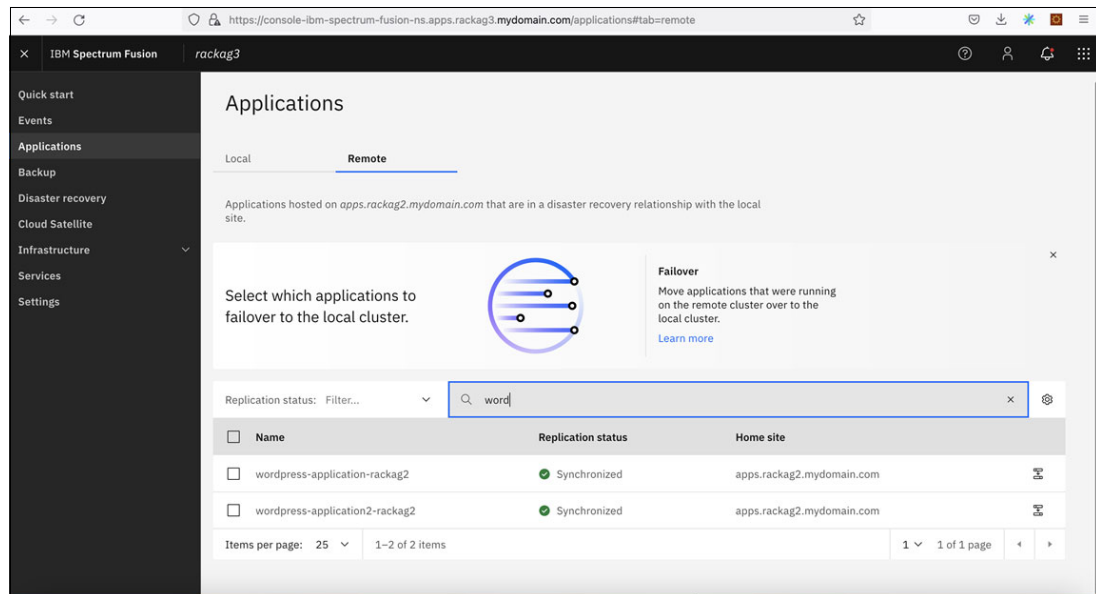 https://console-ibm-spectrum-fusion-ns.apps.rackag3.mydomain.com/applications#tab=remote
IBM Spectrum Fusion
rackag3
Quick start
Events
Applications
Backup
Disaster recovery
Cloud Satellite
Infrastructure
Services
Settings
Applications
Local
Remote
Applications hosted on apps.rackag2.mydomain.com that are in a disaster recovery relationship with the local
site.
Select which applications to
failover to the local cluster.
Failover
Move applications that were running
on the remote cluster over to the
local cluster.
Learn more
Replication status: Filter...
word
Name Replication status Home site
wordpress-application-rackag2 Synchronized apps.rackag2.mydomain.com
wordpress-application2-rackag2 Synchronized apps.rackag2.mydomain.com
Items per page: 25 1–2 of 2 items 1 1 of 1 page